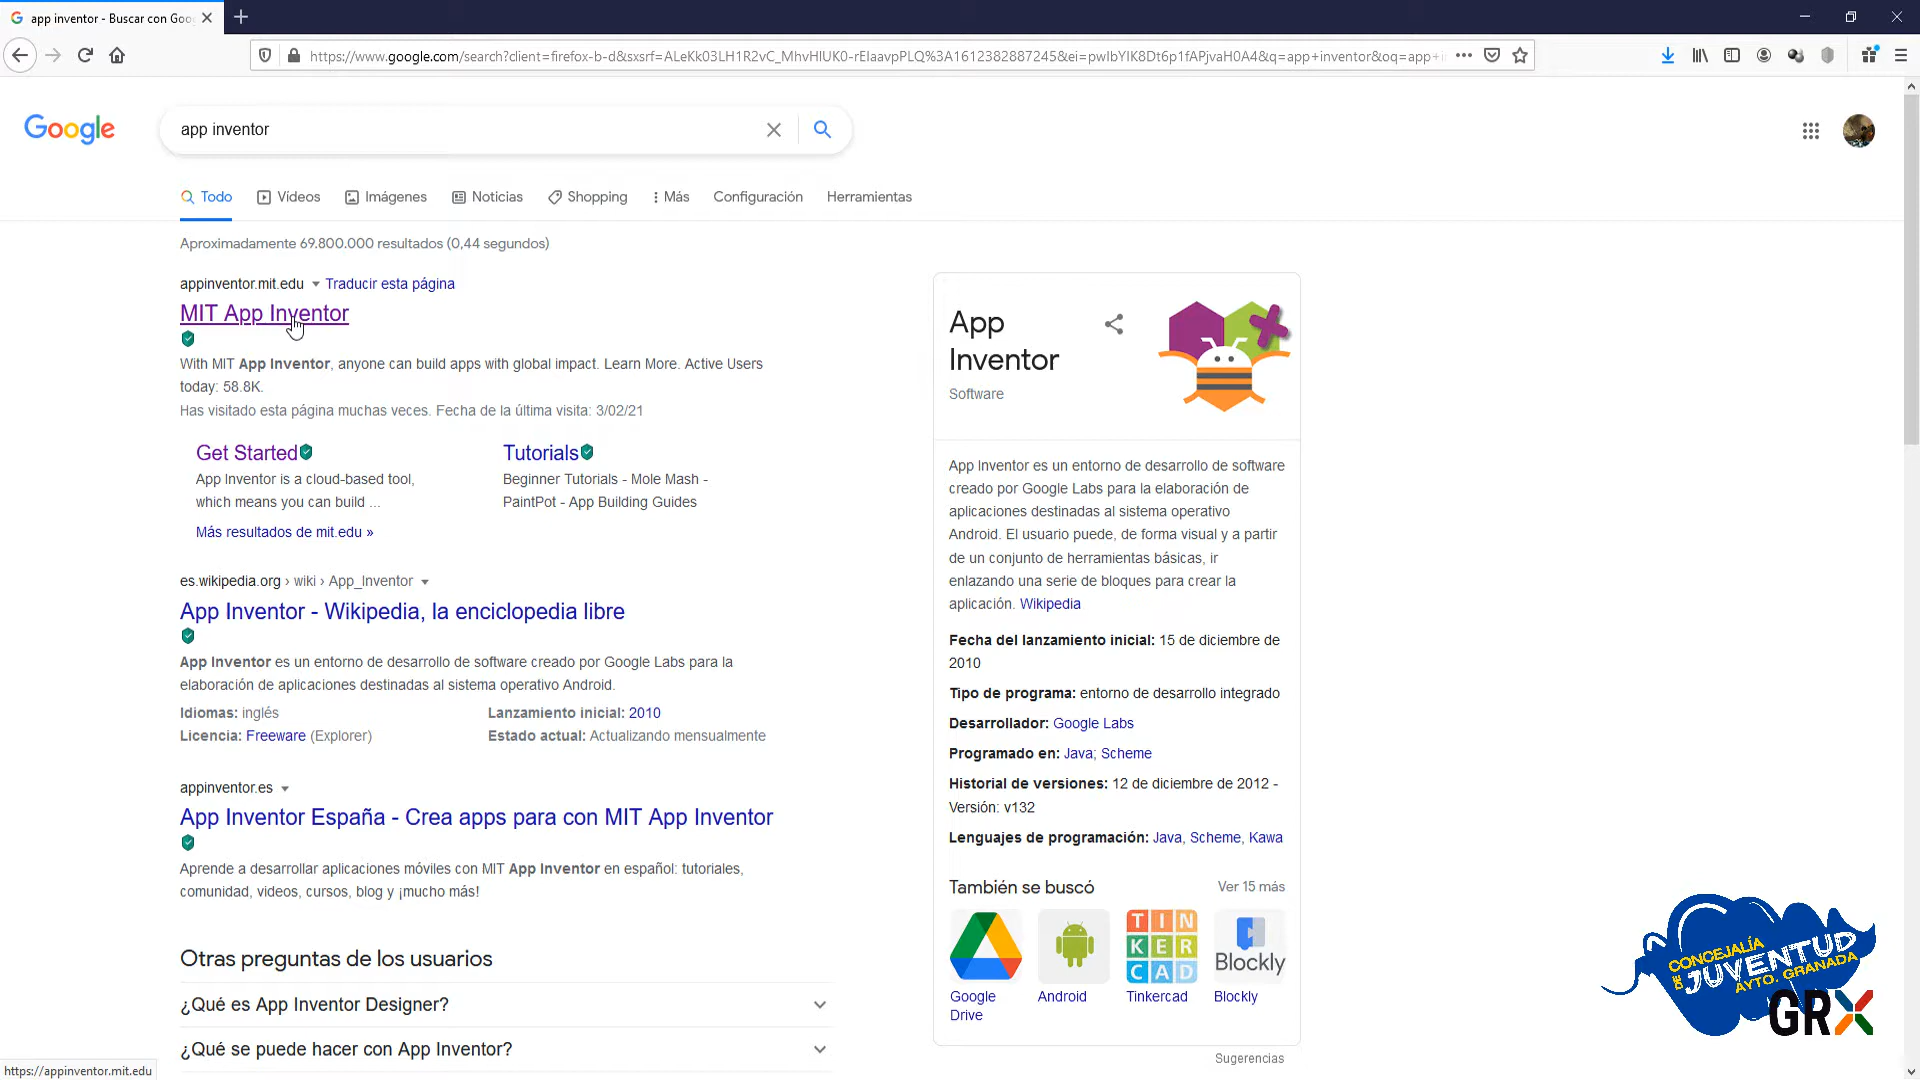 app inventor - Buscar con Goo
https://www.google.com/search?client=firefox-b-d&sxsrf=ALeKk03LH1R2vC_MhvHlUK0-rEIaavpPLQ%3A1612382887245&ei=pwIbYIK8Dt6p1fAPjvaH0A4&q=app+inventor&oq=app+i
Google
app inventor
Todo
Vídeos
Imágenes
Noticias
Shopping
Más
Configuración
Herramientas
Aproximadamente 69.800.000 resultados (0,44 segundos)
appinventor.mit.edu
Traducir esta página
MIT App Inventor
With MIT App Inventor, anyone can build apps with global impact. Learn More. Active Users
today: 58.8K.
Has visitado esta página muchas veces. Fecha de la última visita: 3/02/21
Get Started
App Inventor is a cloud-based tool,
which means you can build ...
Tutorials
Beginner Tutorials - Mole Mash -
PaintPot - App Building Guides
Más resultados de mit.edu »
es.wikipedia.org › wiki › App_Inventor
App Inventor - Wikipedia, la enciclopedia libre
App Inventor es un entorno de desarrollo de software creado por Google Labs para la
elaboración de aplicaciones destinadas al sistema operativo Android.
Idiomas: inglés
Lanzamiento inicial: 2010
Licencia: Freeware (Explorer)
Estado actual: Actualizando mensualmente
appinventor.es
App Inventor España - Crea apps para con MIT App Inventor
Aprende a desarrollar aplicaciones móviles con MIT App Inventor en español: tutoriales,
comunidad, videos, cursos, blog y ¡mucho más!
Otras preguntas de los usuarios
¿Qué es App Inventor Designer?
¿Qué se puede hacer con App Inventor?
https://appinventor.mit.edu
App
Inventor
Software
App Inventor es un entorno de desarrollo de software
creado por Google Labs para la elaboración de
aplicaciones destinadas al sistema operativo
Android. El usuario puede, de forma visual y a partir
de un conjunto de herramientas básicas, ir
enlazando una serie de bloques para crear la
aplicación. Wikipedia
Fecha del lanzamiento inicial: 15 de diciembre de
2010
Tipo de programa: entorno de desarrollo integrado
Desarrollador: Google Labs
Programado en: Java; Scheme
Historial de versiones: 12 de diciembre de 2012 -
Versión: v132
Lenguajes de programación: Java, Scheme, Kawa
También se buscó
Ver 15 más
TIN
KER
CAD
Blockly
Google
Drive
Android
Tinkercad
Blockly
Sugerencias
CONCEJALÍA
DE JUVENTUD
AYTO. GRANADA
GRX